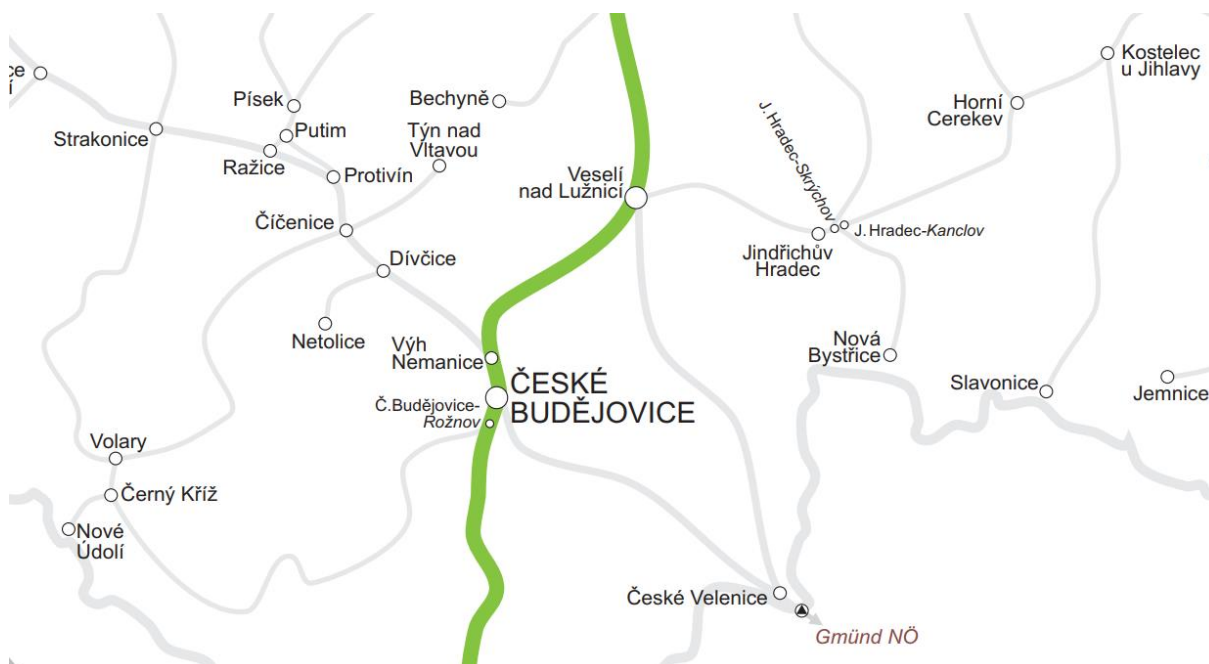 ce
í
Strakonice
Písek
Putim
Ražice
Protivín
Bechyně
Týn nad
Vltavou
Číčenice
Dívčice
Netolice
Veselí
nad Lužnicí
J. Hradec-Skrýchov
J. Hradec-Kanclov
Jindřichův
Hradec
Horní
Cerekev
Kostelec
u Jihlavy
Nová
Bystřice
Slavonice
Jemnice
Výh
Nemanice
ČESKÉ
BUDĚJOVICE
Č.Budějovice-
Rožnov
Volary
Černý Kříž
Nové
Údolí
České Velenice
Gmünd NÖ